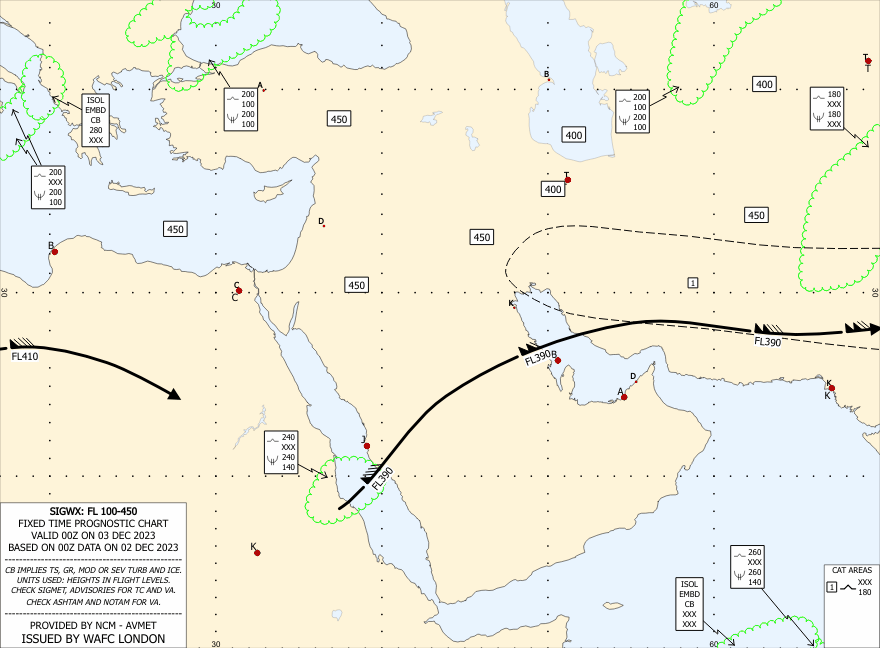 30
60
T
T
B
A
400
200
100
200
100
180
XXX
180
XXX
ISOL
EMBD
CB
280
XXX
200
100
200
100
450
400
200
XXX
200
100
T
400
450
D
450
B
450
450
C
C
1
30
30
K
FL410
FL390
B
FL390
D
A
K
K
J
240
XXX
240
140
FL390
K
SIGWX: FL 100-450
FIXED TIME PROGNOSTIC CHART
VALID 00Z ON 03 DEC 2023
BASED ON 00Z DATA ON 02 DEC 2023
CB IMPLIES TS, GR, MOD OR SEV TURB AND ICE.
UNITS USED: HEIGHTS IN FLIGHT LEVELS.
CHECK SIGMET, ADVISORIES FOR TC AND VA.
CHECK ASHTAM AND NOTAM FOR VA.
PROVIDED BY NCM - AVMET
ISSUED BY WAFC LONDON
260
XXX
260
140
ISOL
EMBD
CB
XXX
XXX
CAT AREAS
1
XXX
180
30
60